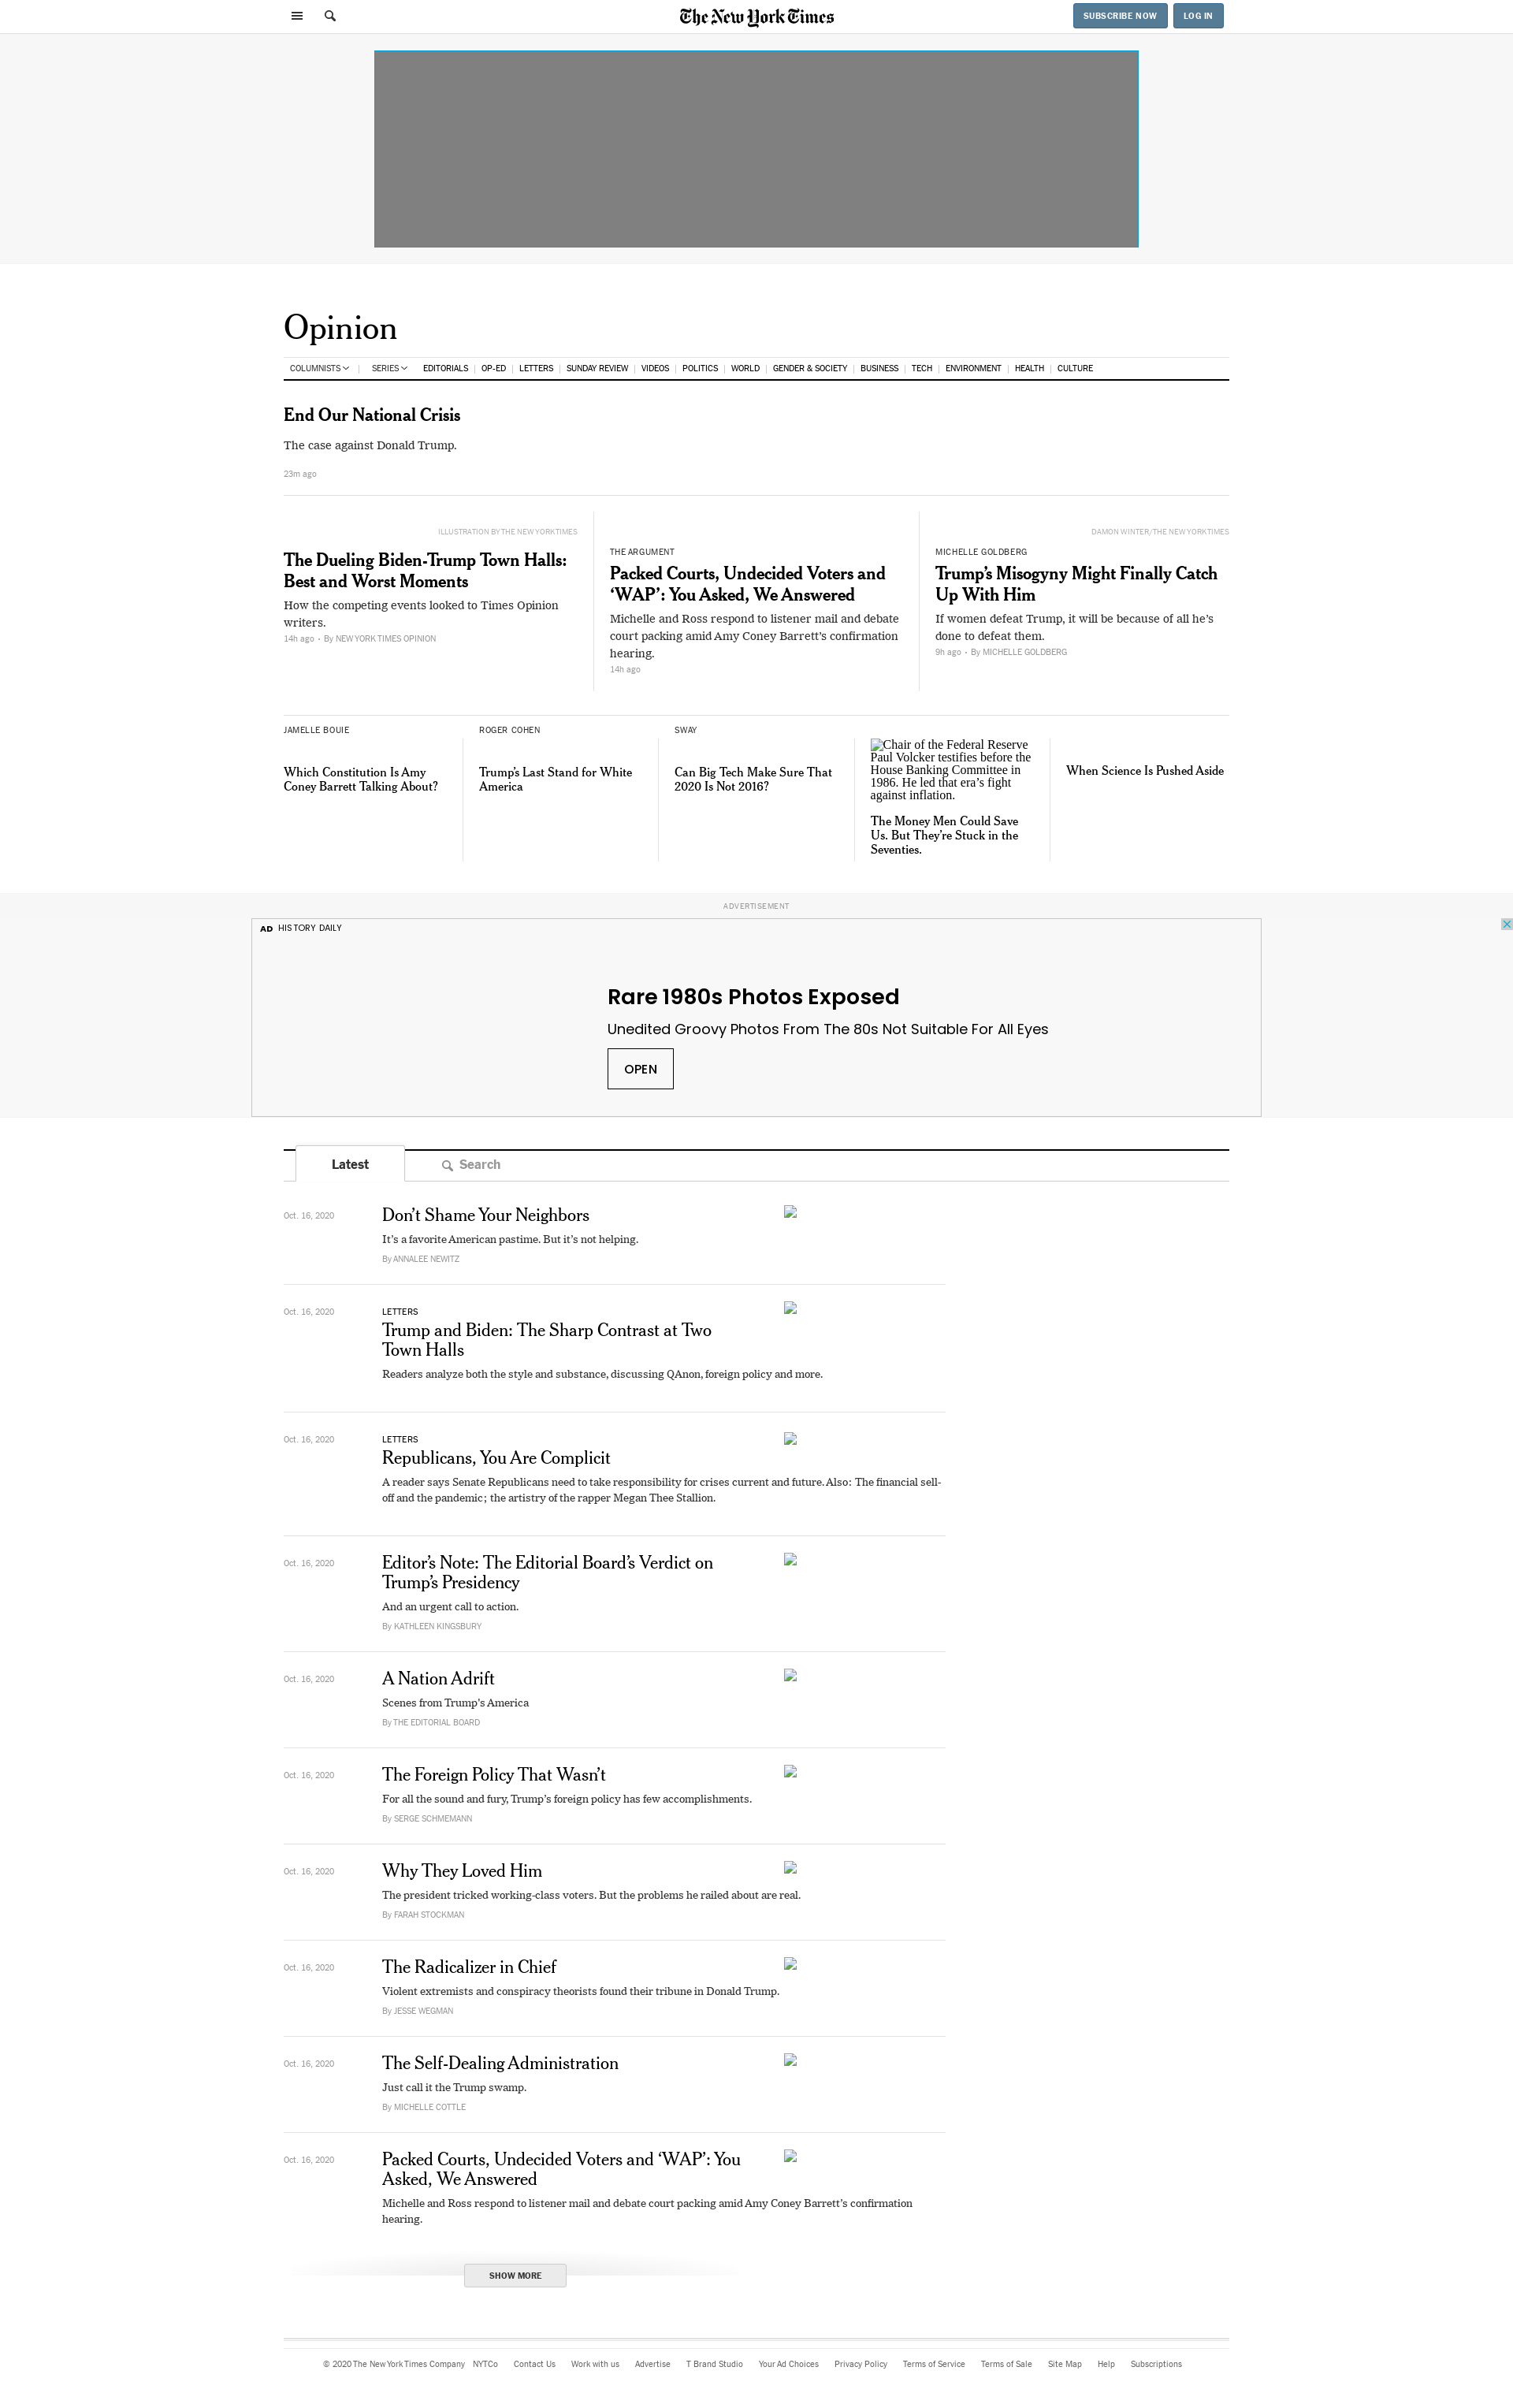 The New York Times
SUBSCRIBE NOW
LOG IN
Opinion
COLUMNISTS
SERIES
EDITORIALS
OP-ED
LETTERS
SUNDAY REVIEW
VIDEOS
POLITICS
WORLD
GENDER & SOCIETY
BUSINESS
TECH
ENVIRONMENT
HEALTH
CULTURE
End Our National Crisis
The case against Donald Trump.
23m ago
ILLUSTRATION BY THE NEW YORK TIMES
The Dueling Biden-Trump Town Halls:
Best and Worst Moments
How the competing events looked to Times Opinion
writers.
14h ago • By NEW YORK TIMES OPINION
THE ARGUMENT
Packed Courts, Undecided Voters and
‘WAP’: You Asked, We Answered
Michelle and Ross respond to listener mail and debate
court packing amid Amy Coney Barrett’s confirmation
hearing.
14h ago
DAMON WINTER/THE NEW YORK TIMES
MICHELLE GOLDBERG
Trump’s Misogyny Might Finally Catch
Up With Him
If women defeat Trump, it will be because of all he’s
done to defeat them.
9h ago • By MICHELLE GOLDBERG
JAMELLE BOUIE
Which Constitution Is Amy
Coney Barrett Talking About?
ROGER COHEN
Trump’s Last Stand for White
America
SWAY
Can Big Tech Make Sure That
2020 Is Not 2016?
Chair of the Federal Reserve
Paul Volcker testifies before the
House Banking Committee in
1986. He led that era’s fight
against inflation.
The Money Men Could Save
Us. But They’re Stuck in the
Seventies.
When Science Is Pushed Aside
ADVERTISEMENT
AD HISTORY DAILY
Rare 1980s Photos Exposed
Unedited Groovy Photos From The 80s Not Suitable For All Eyes
OPEN
Latest
Search
Oct. 16, 2020
Don’t Shame Your Neighbors
It’s a favorite American pastime. But it’s not helping.
By ANNALEE NEWITZ
Oct. 16, 2020
LETTERS
Trump and Biden: The Sharp Contrast at Two
Town Halls
Readers analyze both the style and substance, discussing QAnon, foreign policy and more.
Oct. 16, 2020
LETTERS
Republicans, You Are Complicit
A reader says Senate Republicans need to take responsibility for crises current and future. Also: The financial sell-
off and the pandemic; the artistry of the rapper Megan Thee Stallion.
Oct. 16, 2020
Editor’s Note: The Editorial Board’s Verdict on
Trump’s Presidency
And an urgent call to action.
By KATHLEEN KINGSBURY
Oct. 16, 2020
A Nation Adrift
Scenes from Trump’s America
By THE EDITORIAL BOARD
Oct. 16, 2020
The Foreign Policy That Wasn’t
For all the sound and fury, Trump’s foreign policy has few accomplishments.
By SERGE SCHMEMANN
Oct. 16, 2020
Why They Loved Him
The president tricked working-class voters. But the problems he railed about are real.
By FARAH STOCKMAN
Oct. 16, 2020
The Radicalizer in Chief
Violent extremists and conspiracy theorists found their tribune in Donald Trump.
By JESSE WEGMAN
Oct. 16, 2020
The Self-Dealing Administration
Just call it the Trump swamp.
By MICHELLE COTTLE
Oct. 16, 2020
Packed Courts, Undecided Voters and ‘WAP’: You
Asked, We Answered
Michelle and Ross respond to listener mail and debate court packing amid Amy Coney Barrett’s confirmation
hearing.
SHOW MORE
© 2020 The New York Times Company
NYTCo
Contact Us
Work with us
Advertise
T Brand Studio
Your Ad Choices
Privacy Policy
Terms of Service
Terms of Sale
Site Map
Help
Subscriptions